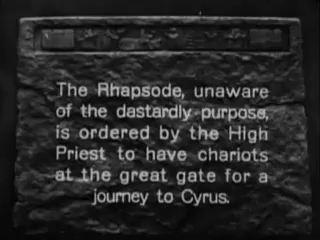 The Rhapsode, unaware
of the dastardly purpose,
is ordered by the High
Priest to have chariots
at the great gate for a
journey to Cyrus.